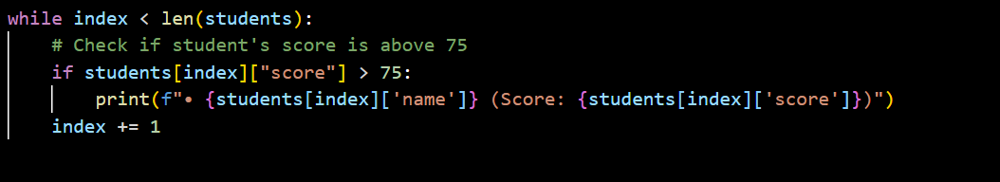 while index < len(students):
    # Check if student's score is above 75
    if students[index]["score"] > 75:
        print(f"• {students[index]['name']} (Score: {students[index]['score']})")
    index += 1